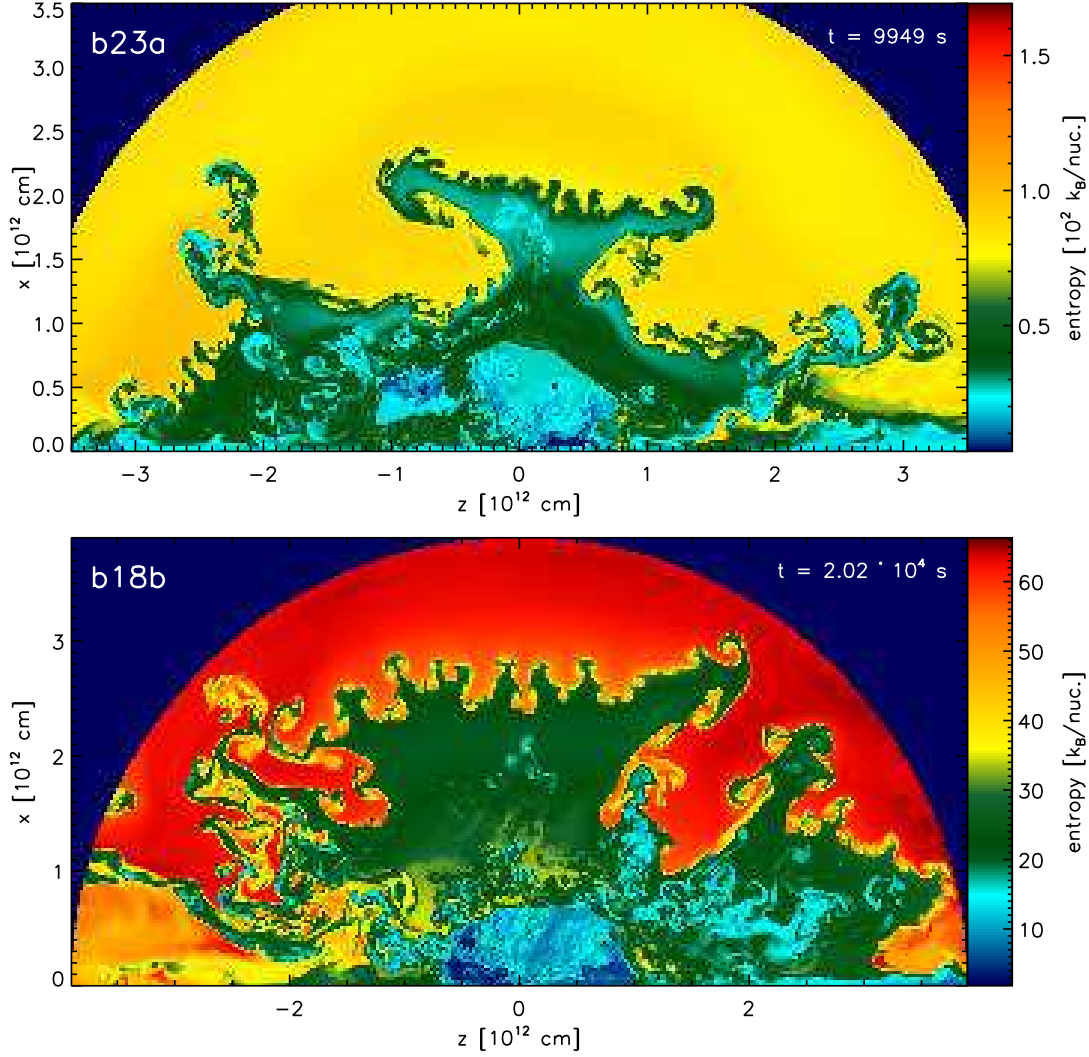 b23a
t = 9949 s
3.5
3.0
2.5
2.0
1.5
1.0
0.5
0.0
x [10¹² cm]
−3 −2 −1 0 1 2 3
z [10¹² cm]
1.5
1.0
0.5
entropy [10² k_B/nuc.]
b18b
t = 2.02 · 10⁴ s
3
2
1
0
x [10¹² cm]
−2 0 2
z [10¹² cm]
60
50
40
30
20
10
entropy [k_B/nuc.]